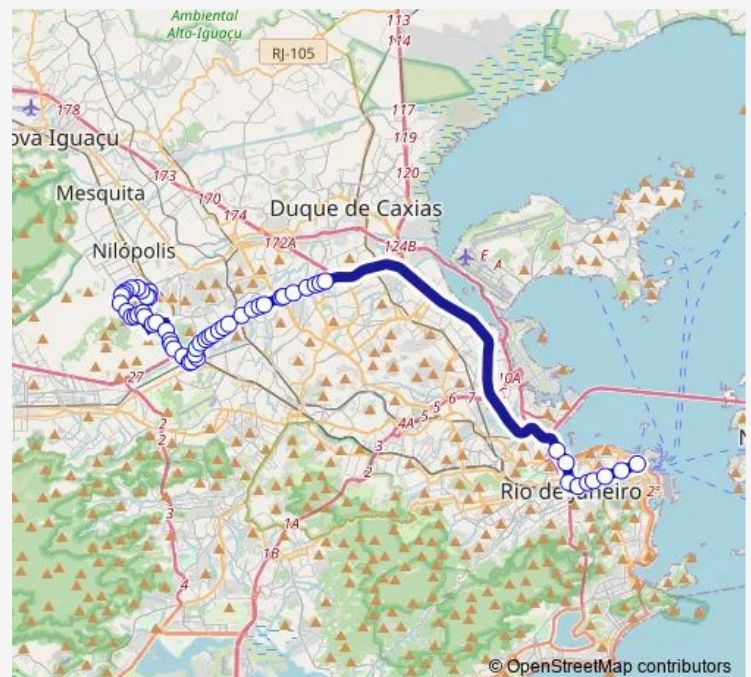 Ambiental
Alto-Iguaçu
113
114
RJ-105
178
117
ova Iguaçu
119
173
120
Mesquita
170
174
Duque de Caxias
172A
124B
Nilópolis
E
A
27
10A
2
2
4A
5
5
6
7
3
2
Rio de Janeiro
2
3
1A
1B
4
© OpenStreetMap contributors